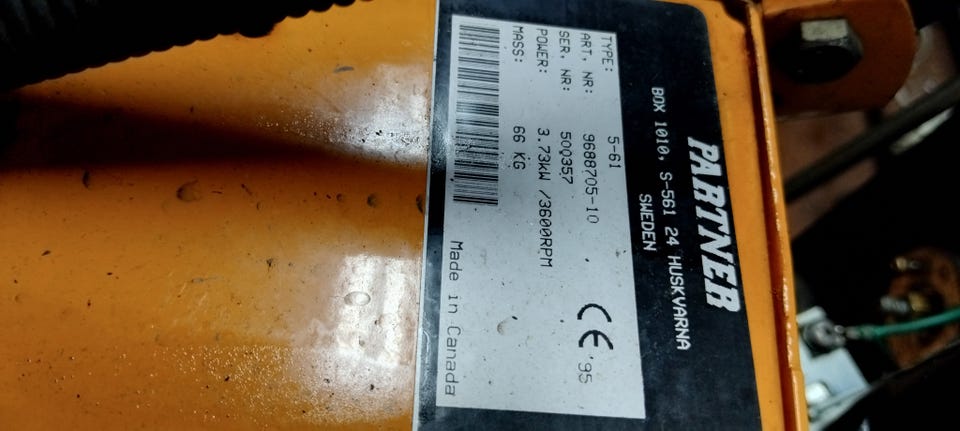 PARTNER
BOX 1010, S-561 24 HUSKVARNA
SWEDEN
TYPE: 5-61
ART. NR: 9688705-10
SER. NR: 500357
POWER: 3.73KW /3600RPM
MASS: 66 KG
CE '95
Made in Canada